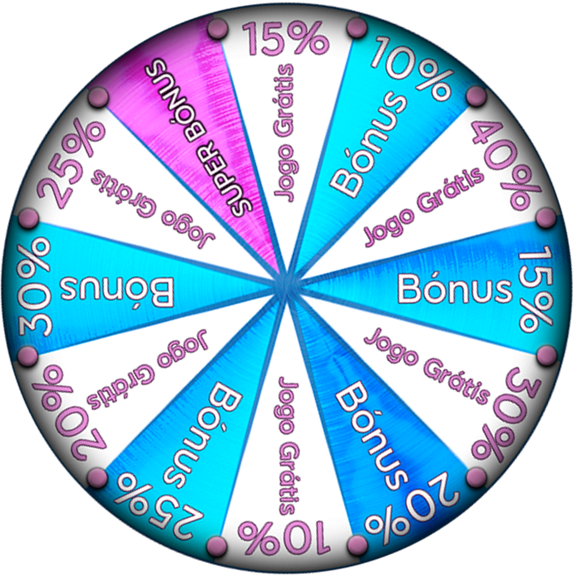 15%
Jogo Grátis
10%
Bónus
40%
Jogo Grátis
15%
Bónus
30%
Jogo Grátis
20%
Bónus
10%
Jogo Grátis
25%
Bónus
20%
Jogo Grátis
30%
Bónus
25%
Jogo Grátis
SUPER BÓNUS